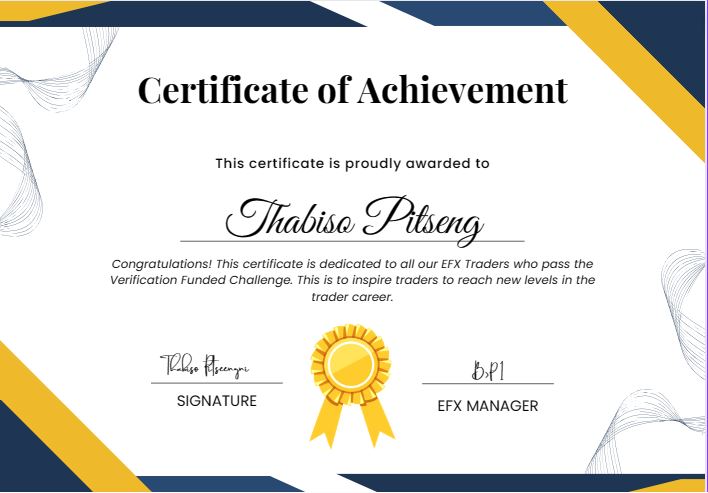 Certificate of Achievement
This certificate is proudly awarded to
Thabiso Pitseng
Congratulations! This certificate is dedicated to all our EFX Traders who pass the
Verification Funded Challenge. This is to inspire traders to reach new levels in the
trader career.
Thabiso
SIGNATURE
EFX MANAGER